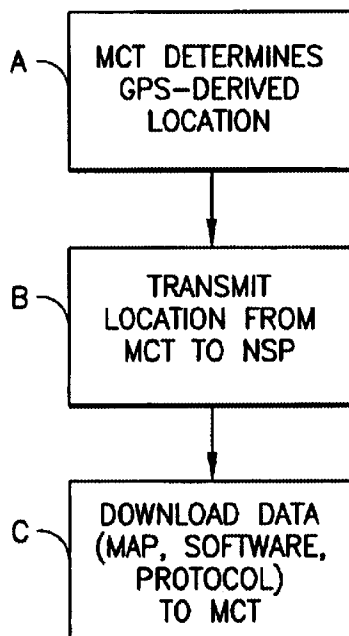 A
MCT DETERMINES
GPS-DERIVED
LOCATION
B
TRANSMIT
LOCATION FROM
MCT TO NSP
C
DOWNLOAD DATA
(MAP, SOFTWARE,
PROTOCOL)
TO MCT